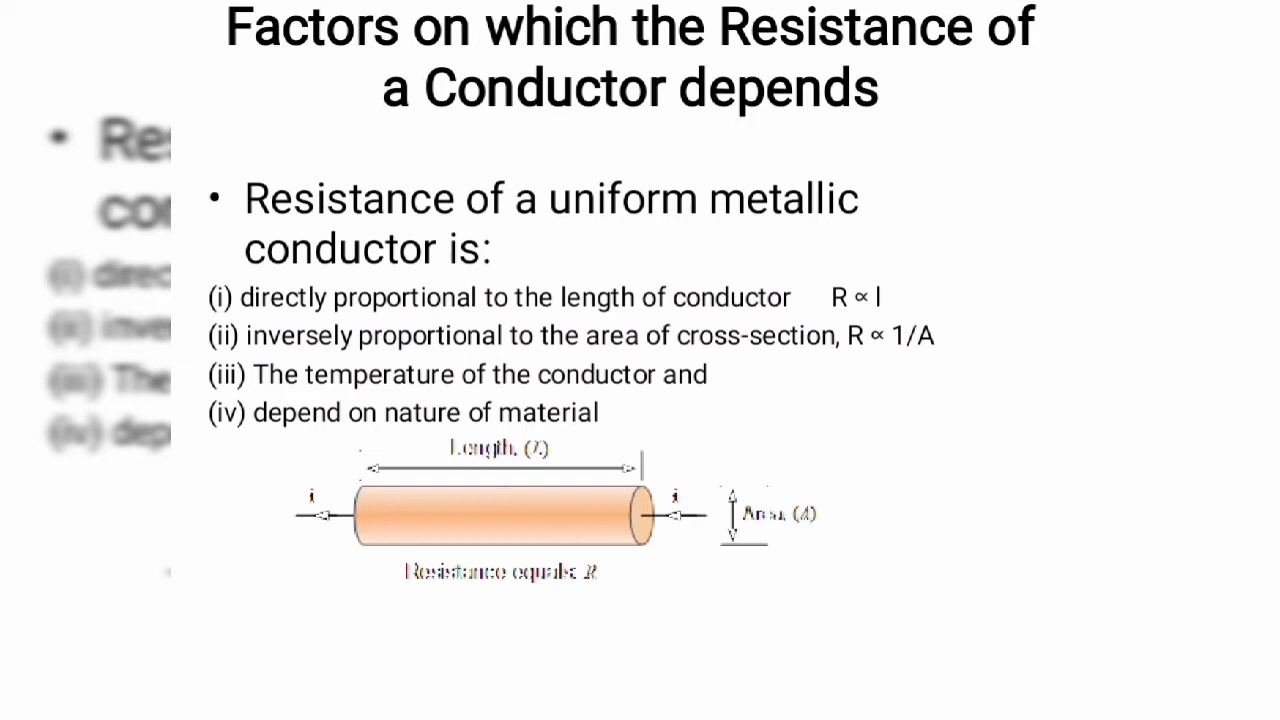 Factors on which the Resistance of
a Conductor depends
• Resistance of a uniform metallic
conductor is:
(i) directly proportional to the length of conductor R ∝ l
(ii) inversely proportional to the area of cross-section, R ∝ 1/A
(iii) The temperature of the conductor and
(iv) depend on nature of material
Length, (L)
i
i
Area, (A)
Resistance equals: R